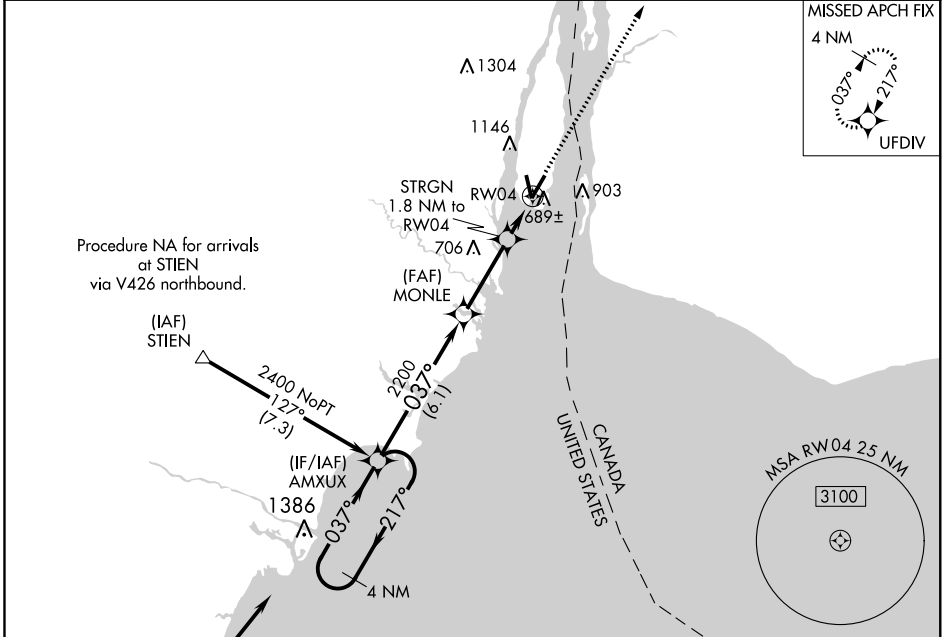 MISSED APCH FIX
4 NM
037°
217°
UFDIV
1304
1146
STRGN
1.8 NM to
RW04
RW04
689±
903
706
Procedure NA for arrivals
at STIEN
via V426 northbound.
(FAF)
MONLE
(IAF)
STIEN
2400 NoPT
127°
(7.3)
2200
037°
(6.1)
(IF/IAF)
AMXUX
1386
037°
217°
4 NM
CANADA
UNITED STATES
MSA RW04 25 NM
3100